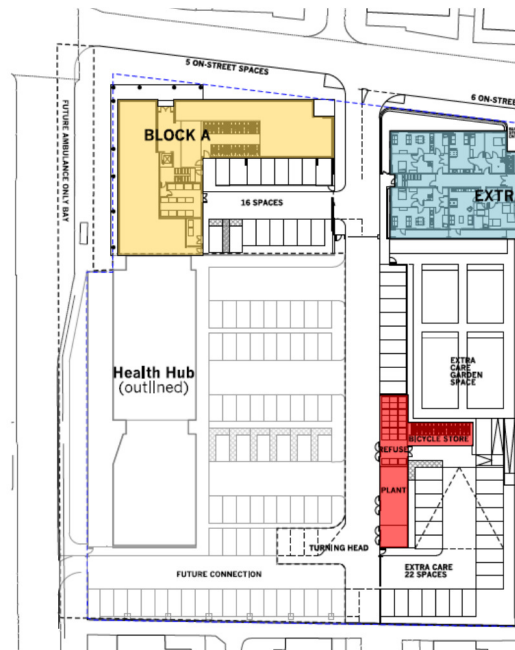 5 ON-STREET SPACES
6 ON-STREE
FUTURE AMBULANCE ONLY BAY
BLOCK A
EXTR
16 SPACES
Health Hub
(outlined)
EXTRA
CARE
GARDEN
SPACE
BICYCLE STORE
REFUSE
PLANT
TURNING HEAD
FUTURE CONNECTION
EXTRA CARE
22 SPACES